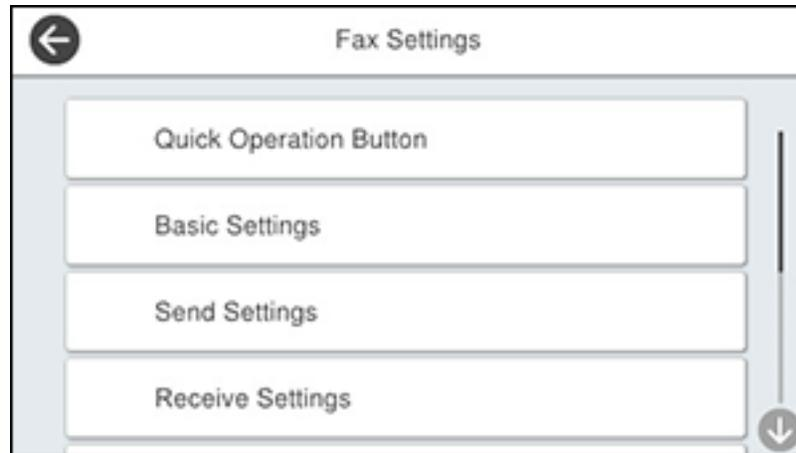 Fax Settings
Quick Operation Button
Basic Settings
Send Settings
Receive Settings